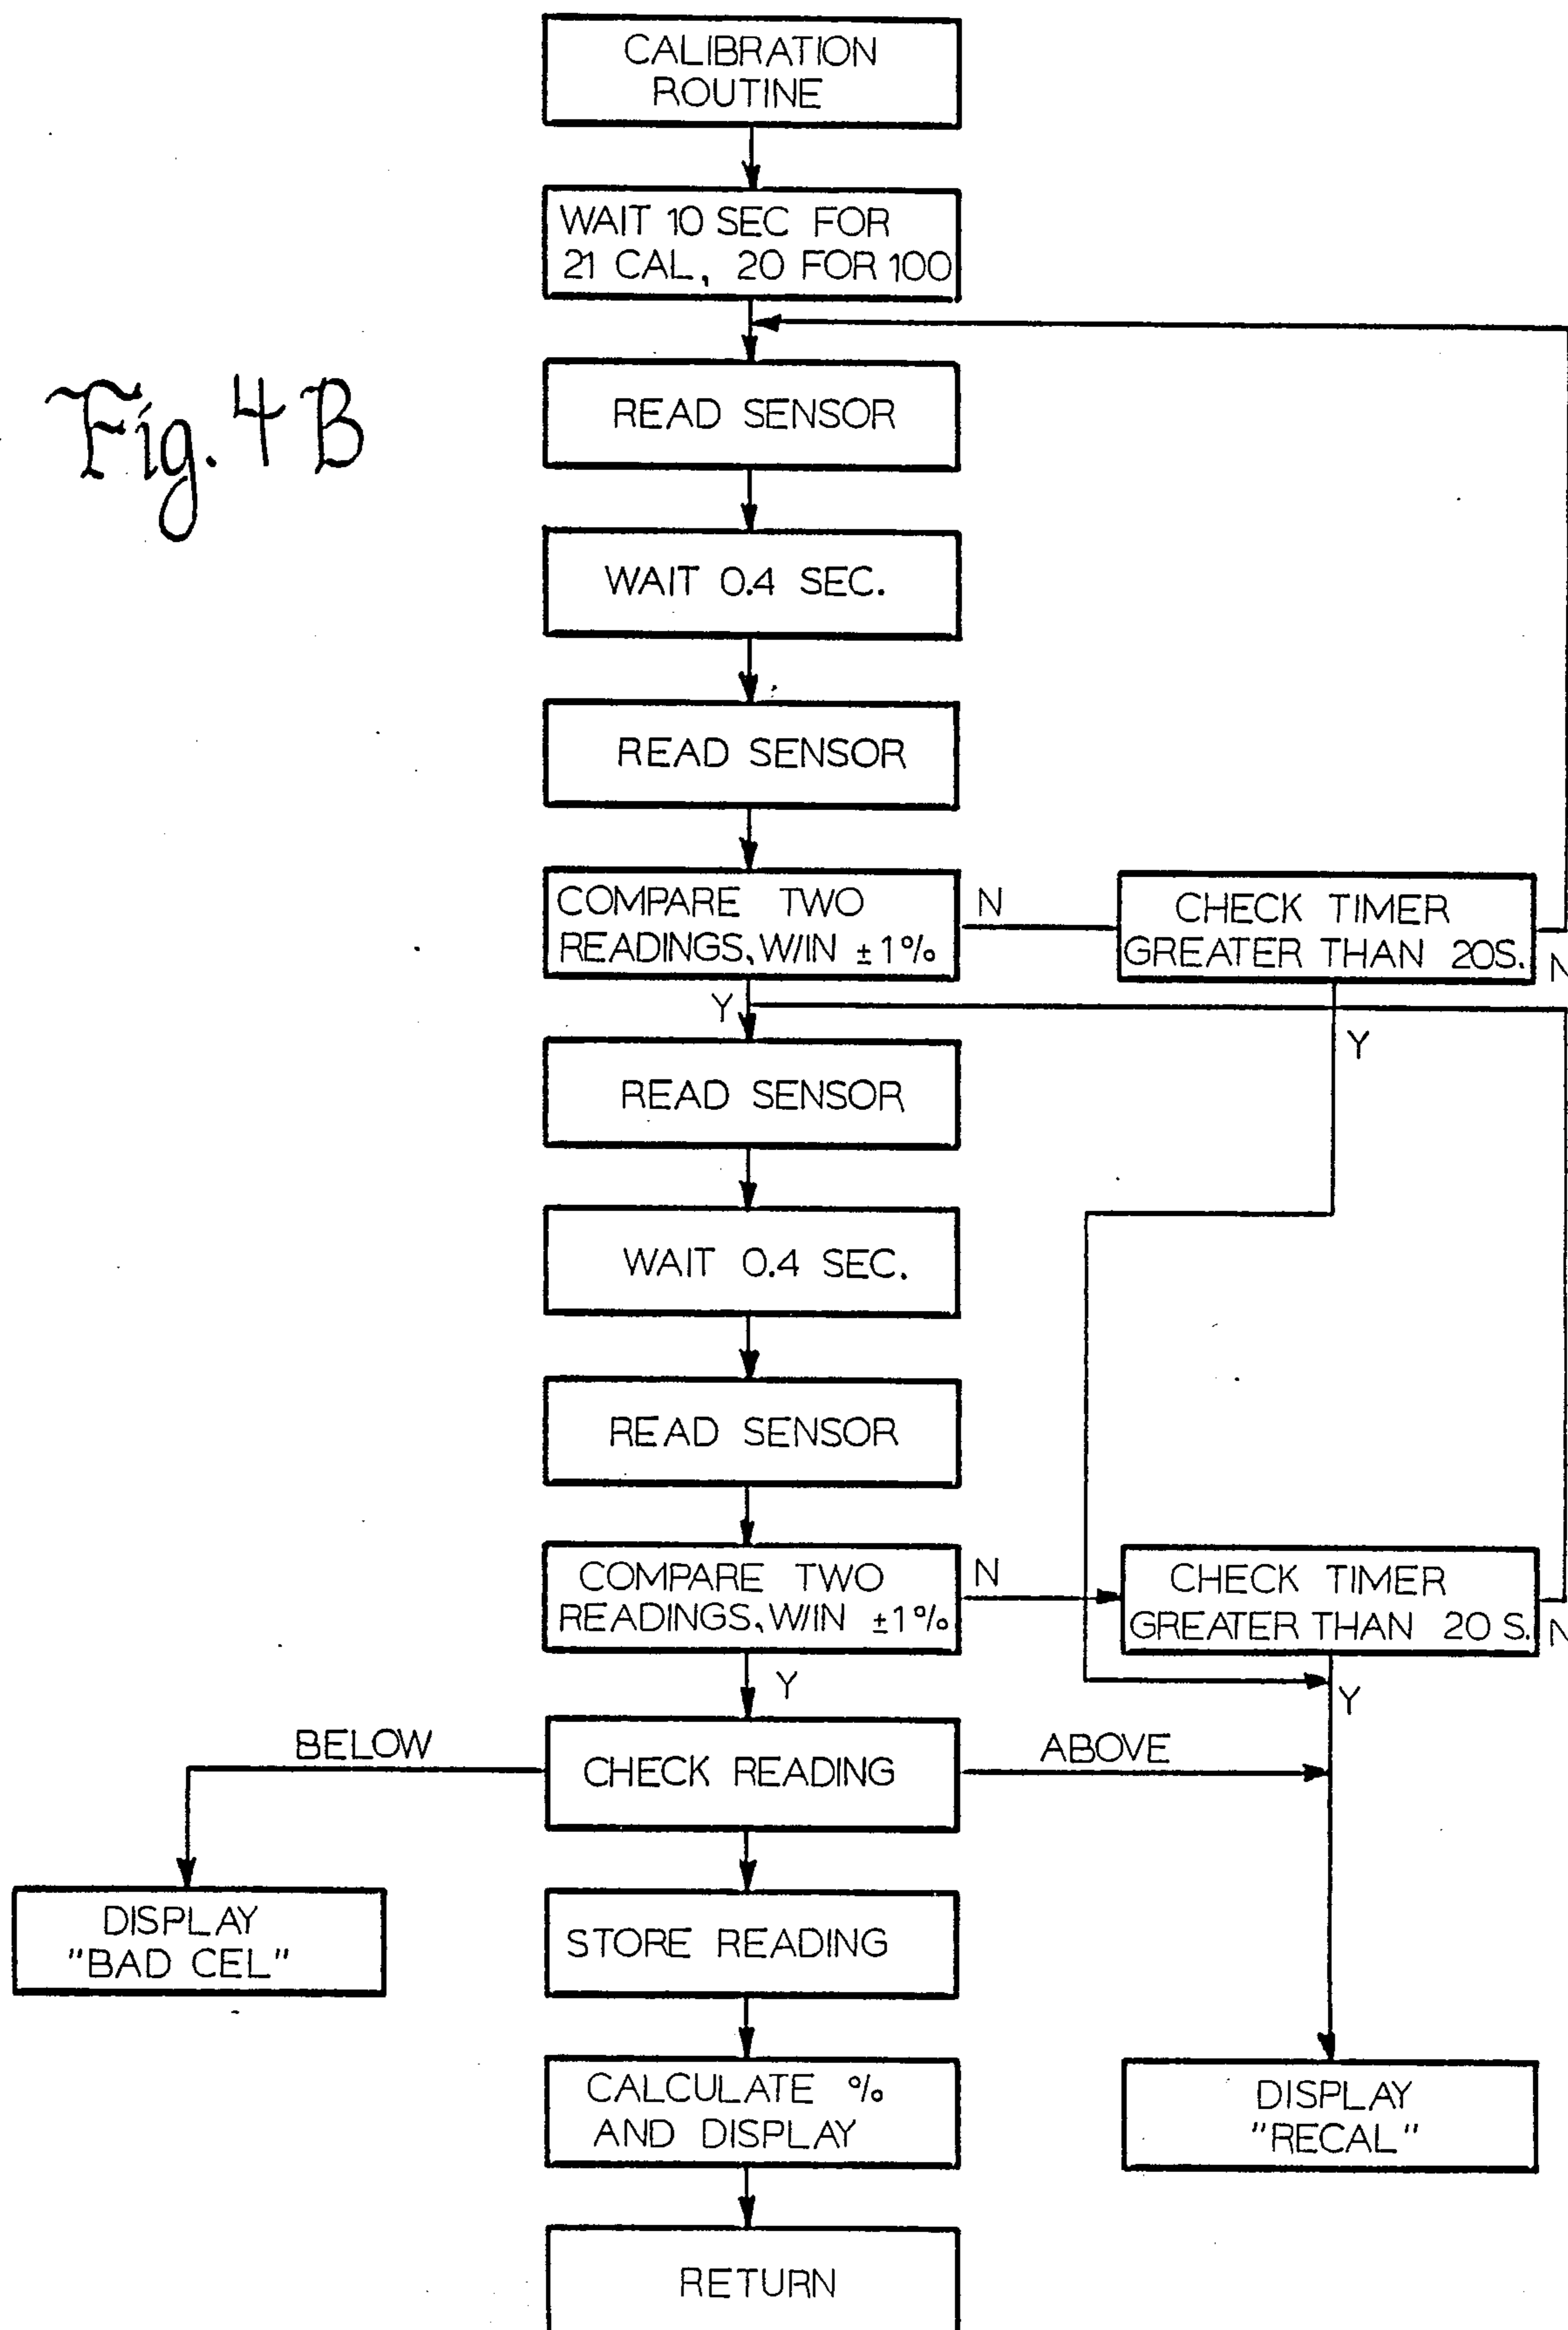 CALIBRATION
ROUTINE
WAIT 10 SEC FOR
21 CAL, 20 FOR 100
Fig. 4B
READ SENSOR
WAIT 0.4 SEC.
READ SENSOR
COMPARE TWO
READINGS, W/IN ±1%
N
CHECK TIMER
GREATER THAN 20S.
N
Y
Y
READ SENSOR
WAIT 0.4 SEC.
READ SENSOR
COMPARE TWO
READINGS, W/IN ±1%
N
CHECK TIMER
GREATER THAN 20 S.
N
Y
Y
BELOW
CHECK READING
ABOVE
DISPLAY
"BAD CEL"
STORE READING
CALCULATE %
AND DISPLAY
DISPLAY
"RECAL"
RETURN